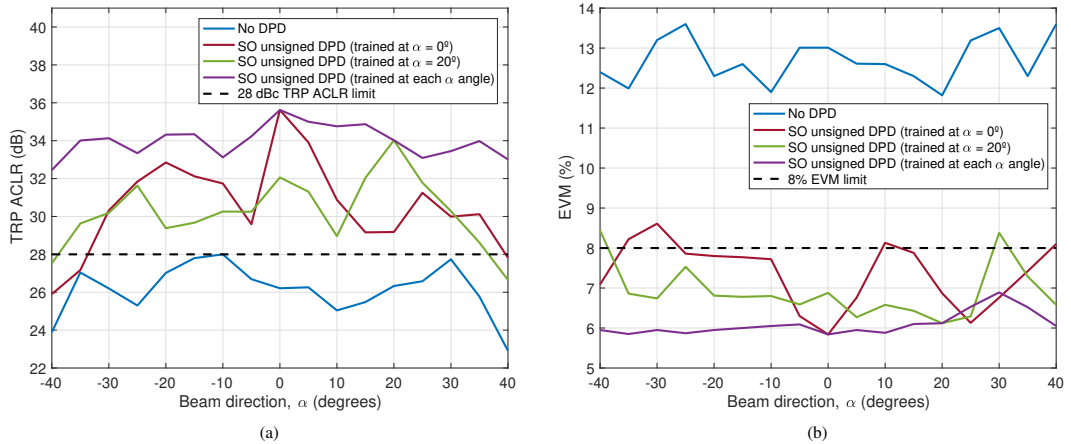 41
40
38
36
34
32
30
28
26
24
22
TRP ACLR (dB)
No DPD
SO unsigned DPD (trained at α = 0º)
SO unsigned DPD (trained at α = 20º)
SO unsigned DPD (trained at each α angle)
28 dBc TRP ACLR limit
-40 -30 -20 -10 0 10 20 30 40
Beam direction, α (degrees)
(a)
14
13
12
11
10
9
8
7
6
5
EVM (%)
No DPD
SO unsigned DPD (trained at α = 0º)
SO unsigned DPD (trained at α = 20º)
SO unsigned DPD (trained at each α angle)
8% EVM limit
-40 -30 -20 -10 0 10 20 30 40
Beam direction, α (degrees)
(b)